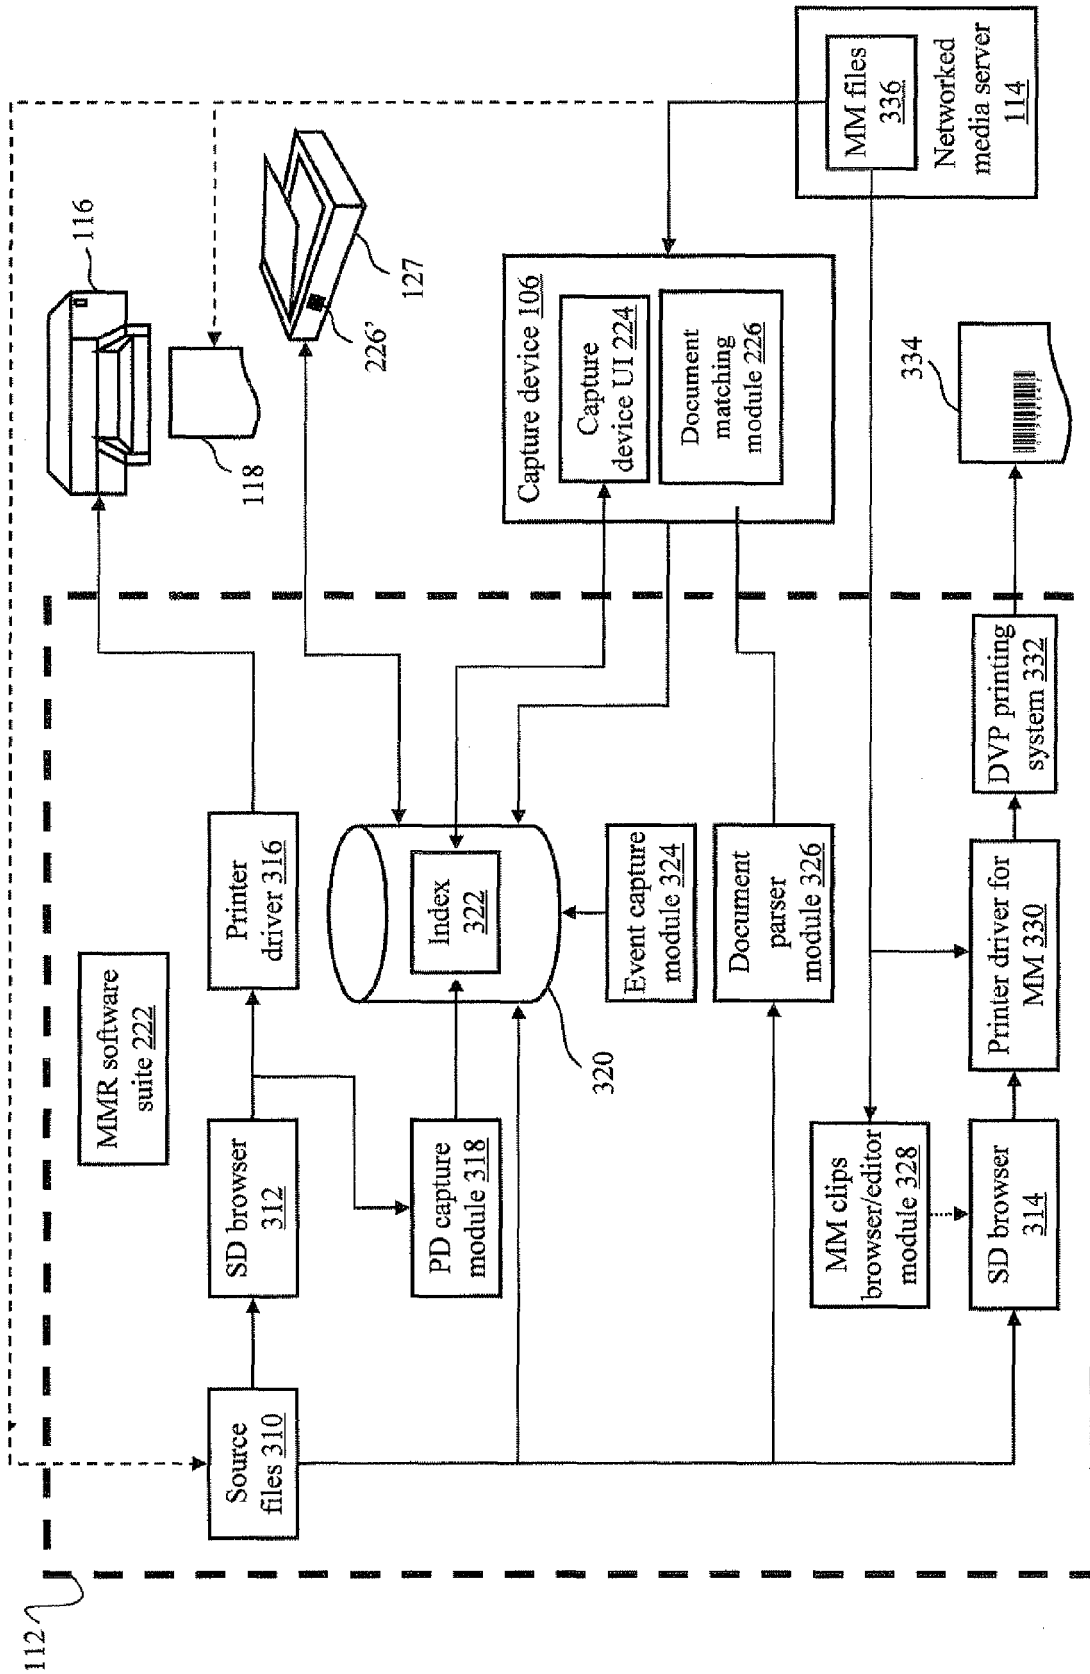 112
MMR software
suite 222
116
118
127
226’
Source
files 310
SD browser
312
Printer
driver 316
PD capture
module 318
Index
322
320
Event capture
module 324
Document
parser
module 326
Capture device 106
Capture
device UI 224
Document
matching
module 226
MM files
336
Networked
media server
114
MM clips
browser/editor
module 328
SD browser
314
Printer driver for
MM 330
DVP printing
system 332
334